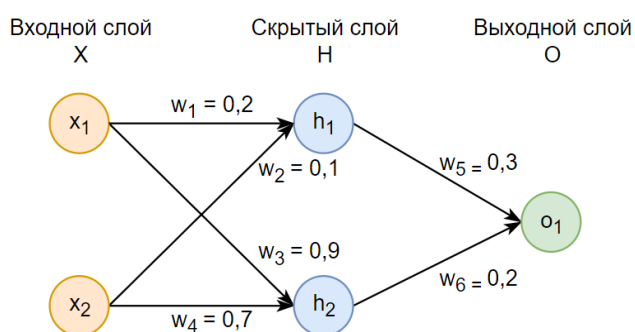 Входной слой
X
Скрытый слой
H
Выходной слой
O
x₁
w₁ = 0,2
h₁
w₂ = 0,1
w₅ = 0,3
o₁
w₃ = 0,9
w₆ = 0,2
x₂
w₄ = 0,7
h₂